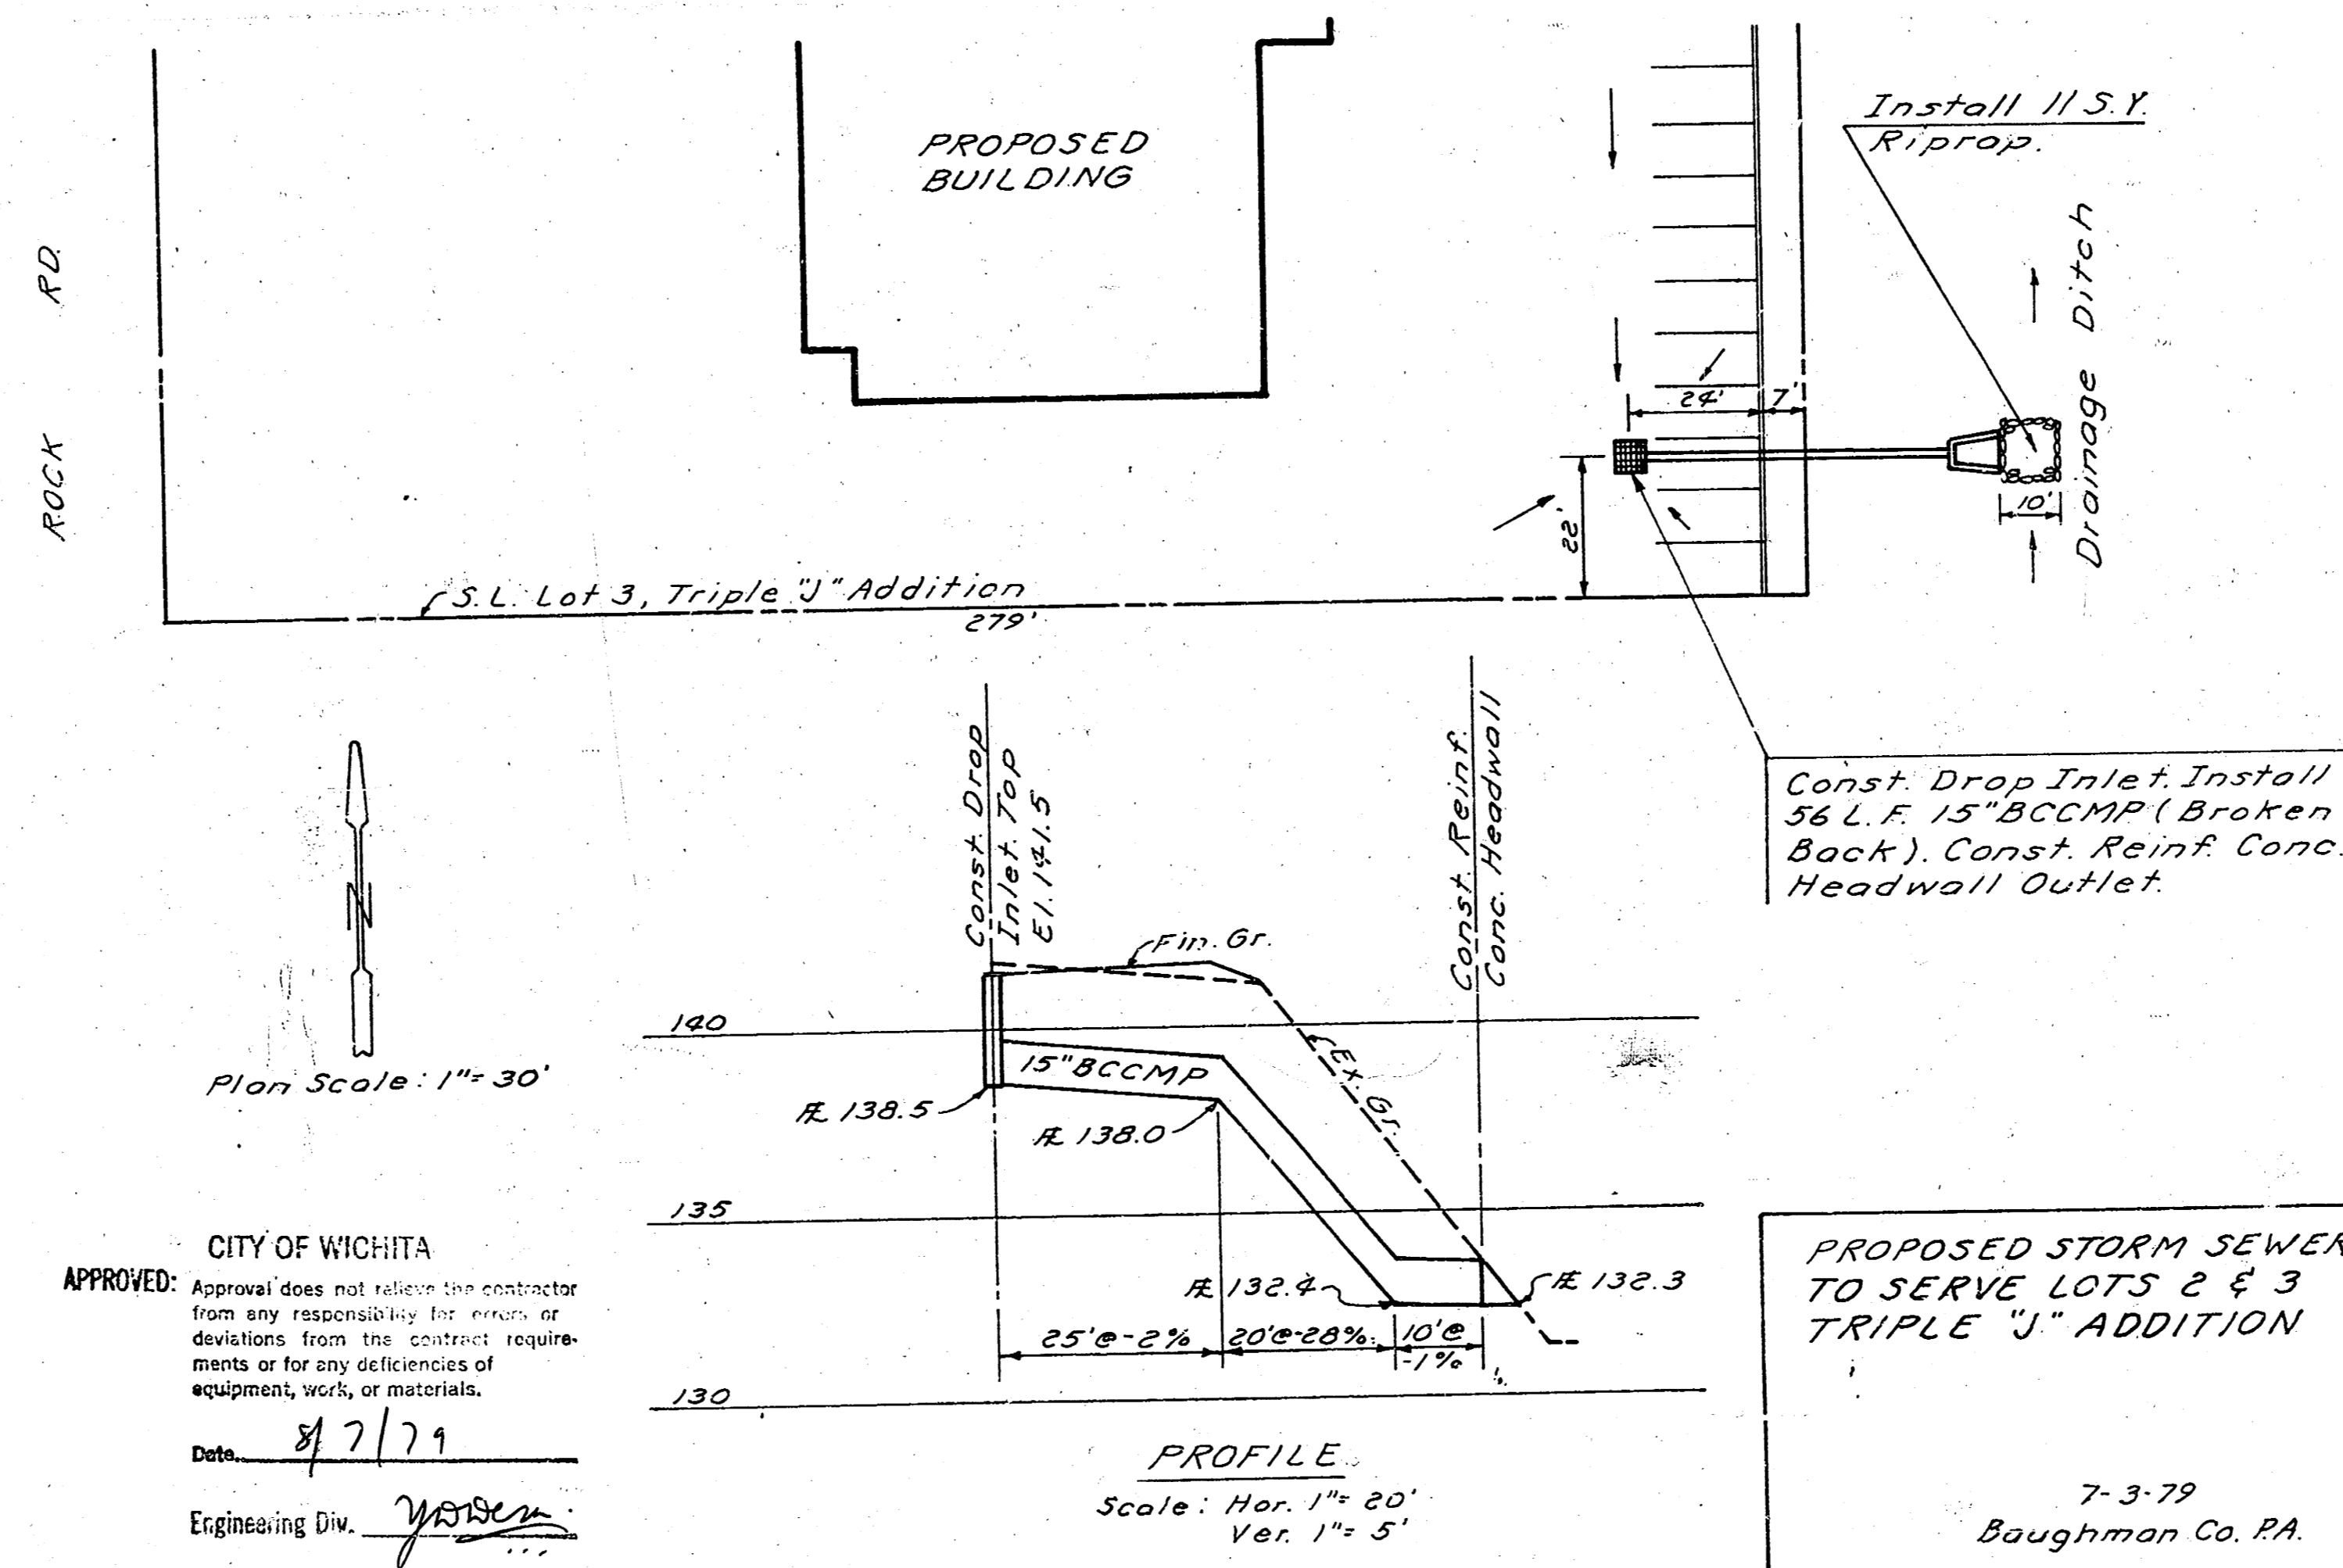 PROPOSED
BUILDING
Install 11 S.Y.
Riprap.
ROCK RD.
Drainage Ditch
24'
7'
22'
10'
S.L. Lot 3, Triple "J" Addition
279'
N
Plan Scale: 1"=30'
Const. Drop
Inlet. Top
El. 141.5
Const. Reinf.
Conc. Headwall
Const. Drop Inlet. Install
56 L.F. 15" BCCMP (Broken
Back). Const. Reinf. Conc.
Headwall Outlet.
Fin. Gr.
140
15" BCCMP
Ex. Gr.
138.5
138.0
135
132.4
132.3
25'@-2%
20'@-28%
10'@
-1%
130
PROFILE
Scale: Hor. 1"=20'
Ver. 1"=5'
CITY OF WICHITA
APPROVED: Approval does not relieve the contractor
from any responsibility for errors or
deviations from the contract require-
ments or for any deficiencies of
equipment, work, or materials.
Date 8/7/79
Engineering Div.
PROPOSED STORM SEWER
TO SERVE LOTS 2 & 3
TRIPLE "J" ADDITION
7-3-79
Baughman Co. P.A.